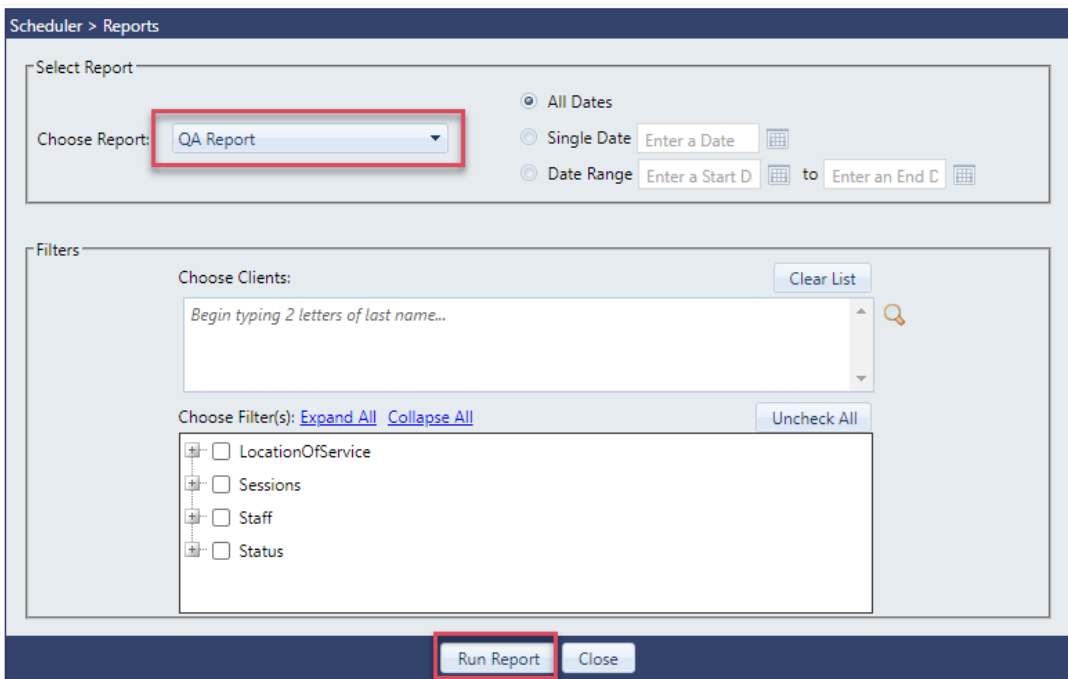 Scheduler > Reports
Select Report
Choose Report: QA Report
All Dates
Single Date Enter a Date
Date Range Enter a Start D to Enter an End D
Filters
Choose Clients: Clear List
Begin typing 2 letters of last name...
Choose Filter(s): Expand All Collapse All Uncheck All
LocationOfService
Sessions
Staff
Status
Run Report Close